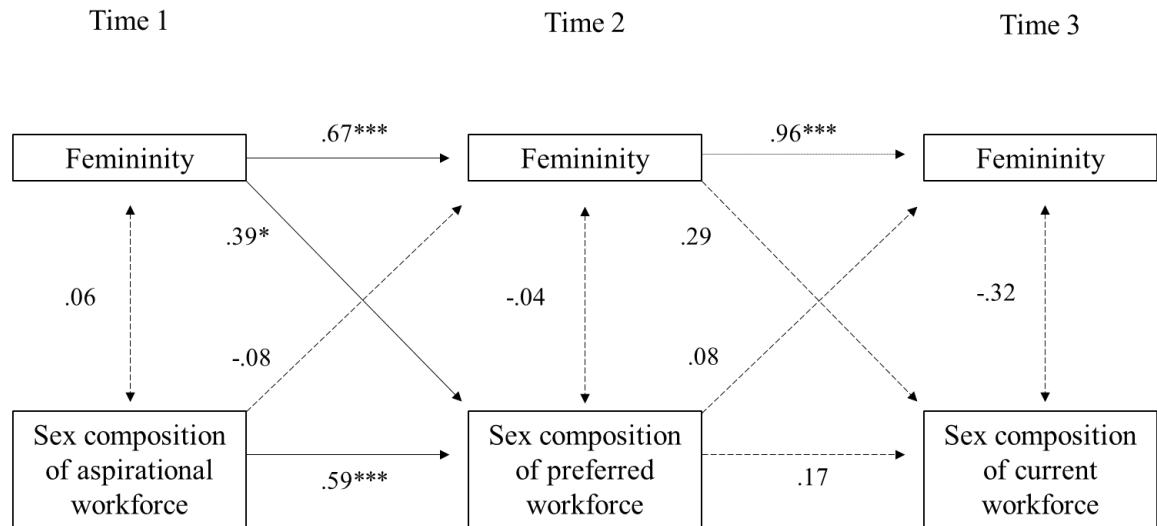 Time 1
Time 2
Time 3
.67***
.96***
Femininity
Femininity
Femininity
.39*
.29
.06
-.04
-.32
-.08
.08
Sex composition
of aspirational
workforce
Sex composition
of preferred
workforce
Sex composition
of current
workforce
.59***
.17